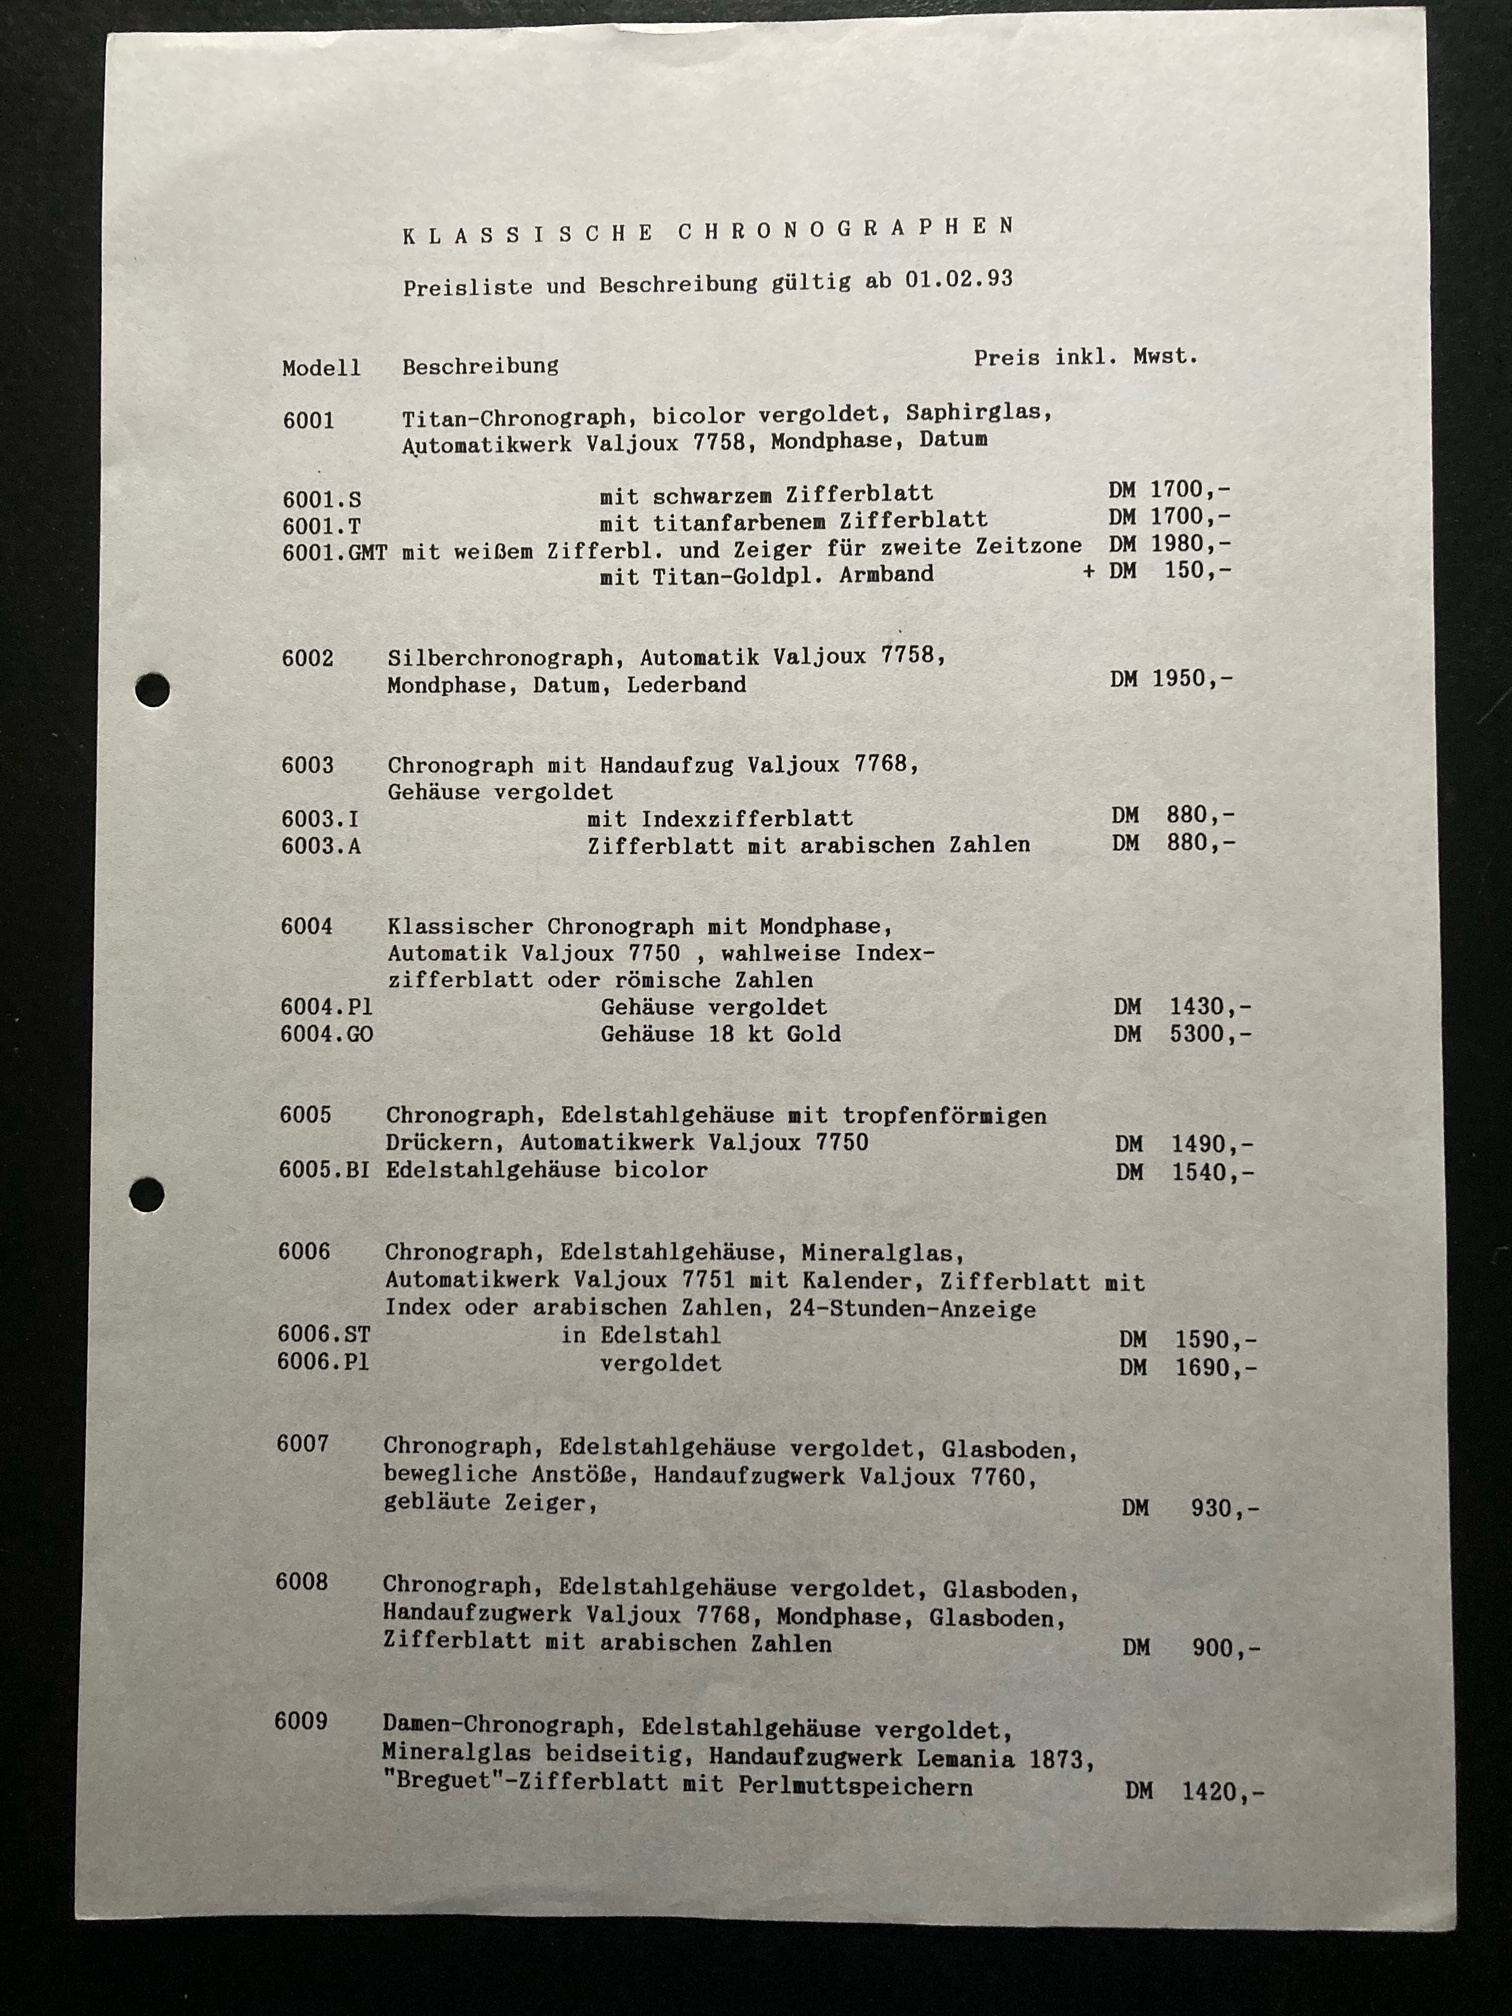 KLASSISCHE CHRONOGRAPHEN
Preisliste und Beschreibung gültig ab 01.02.93
Modell Beschreibung Preis inkl. Mwst.
6001 Titan-Chronograph, bicolor vergoldet, Saphirglas,
Automatikwerk Valjoux 7758, Mondphase, Datum
6001.S mit schwarzem Zifferblatt DM 1700,-
6001.T mit titanfarbenem Zifferblatt DM 1700,-
6001.GMT mit weißem Zifferbl. und Zeiger für zweite Zeitzone DM 1980,-
mit Titan-Goldpl. Armband + DM 150,-
6002 Silberchronograph, Automatik Valjoux 7758,
Mondphase, Datum, Lederband DM 1950,-
6003 Chronograph mit Handaufzug Valjoux 7768,
Gehäuse vergoldet
6003.I mit Indexzifferblatt DM 880,-
6003.A Zifferblatt mit arabischen Zahlen DM 880,-
6004 Klassischer Chronograph mit Mondphase,
Automatik Valjoux 7750 , wahlweise Index-
zifferblatt oder römische Zahlen
6004.Pl Gehäuse vergoldet DM 1430,-
6004.GO Gehäuse 18 kt Gold DM 5300,-
6005 Chronograph, Edelstahlgehäuse mit tropfenförmigen
Drückern, Automatikwerk Valjoux 7750 DM 1490,-
6005.BI Edelstahlgehäuse bicolor DM 1540,-
6006 Chronograph, Edelstahlgehäuse, Mineralglas,
Automatikwerk Valjoux 7751 mit Kalender, Zifferblatt mit
Index oder arabischen Zahlen, 24-Stunden-Anzeige
6006.ST in Edelstahl DM 1590,-
6006.Pl vergoldet DM 1690,-
6007 Chronograph, Edelstahlgehäuse vergoldet, Glasboden,
bewegliche Anstöße, Handaufzugwerk Valjoux 7760,
gebläute Zeiger, DM 930,-
6008 Chronograph, Edelstahlgehäuse vergoldet, Glasboden,
Handaufzugwerk Valjoux 7768, Mondphase, Glasboden,
Zifferblatt mit arabischen Zahlen DM 900,-
6009 Damen-Chronograph, Edelstahlgehäuse vergoldet,
Mineralglas beidseitig, Handaufzugwerk Lemania 1873,
"Breguet"-Zifferblatt mit Perlmuttspeichern DM 1420,-